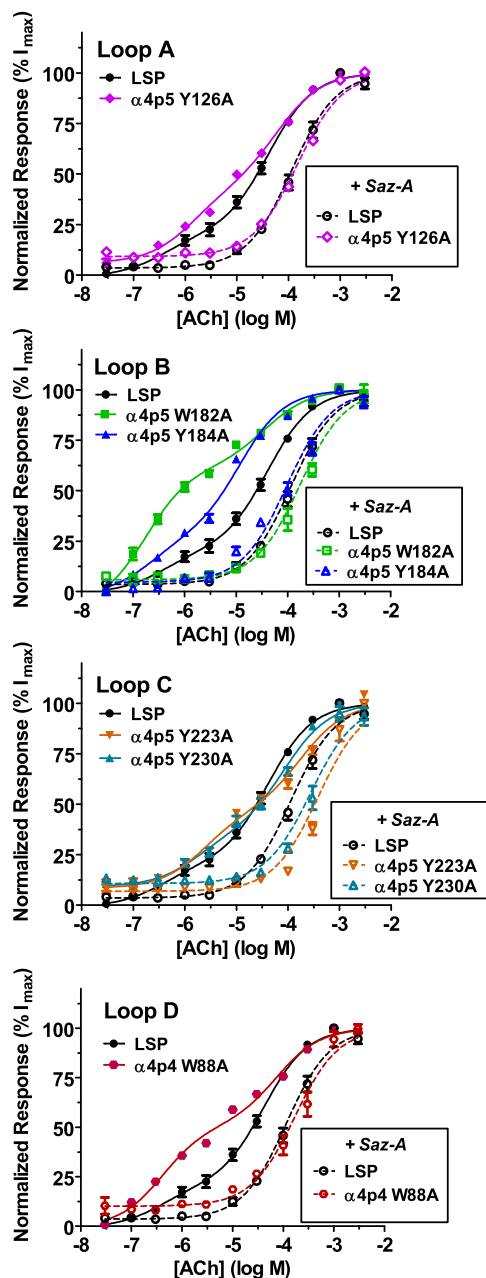 Loop A
LSP
α4p5 Y126A
+ Saz-A
LSP
α4p5 Y126A
Normalized Response (% Imax)
100
75
50
25
0
-8 -7 -6 -5 -4 -3 -2
[ACh] (log M)
Loop B
LSP
α4p5 W182A
α4p5 Y184A
+ Saz-A
LSP
α4p5 W182A
α4p5 Y184A
Normalized Response (% Imax)
100
75
50
25
0
-8 -7 -6 -5 -4 -3 -2
[ACh] (log M)
Loop C
LSP
α4p5 Y223A
α4p5 Y230A
+ Saz-A
LSP
α4p5 Y223A
α4p5 Y230A
Normalized Response (% Imax)
100
75
50
25
0
-8 -7 -6 -5 -4 -3 -2
[ACh] (log M)
Loop D
LSP
α4p4 W88A
+ Saz-A
LSP
α4p4 W88A
Normalized Response (% Imax)
100
75
50
25
0
-8 -7 -6 -5 -4 -3 -2
[ACh] (log M)